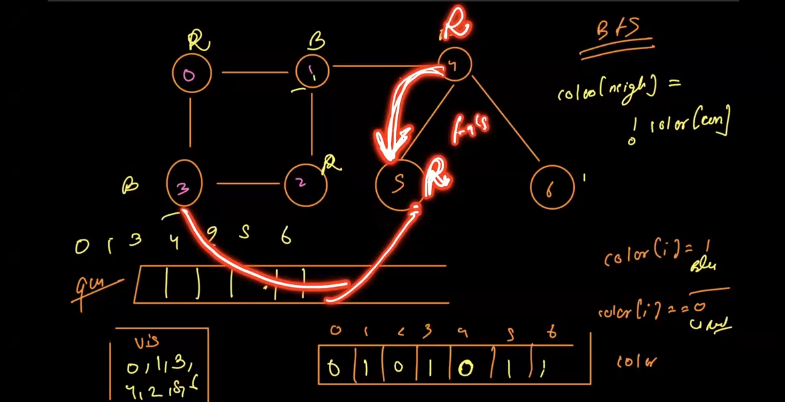 R
B
R
BFS
0
1
4
color[neigh] =
! color[curr]
B
3
2
R
5
R
6
0 1 3 4 2 5 6
que
color[i] = 1
Blue
color[i] == 0
vis
0, 1, 3,
4, 2, 5, 6
0 1 2 3 4 5 6
0 1 0 1 0 1 1
color